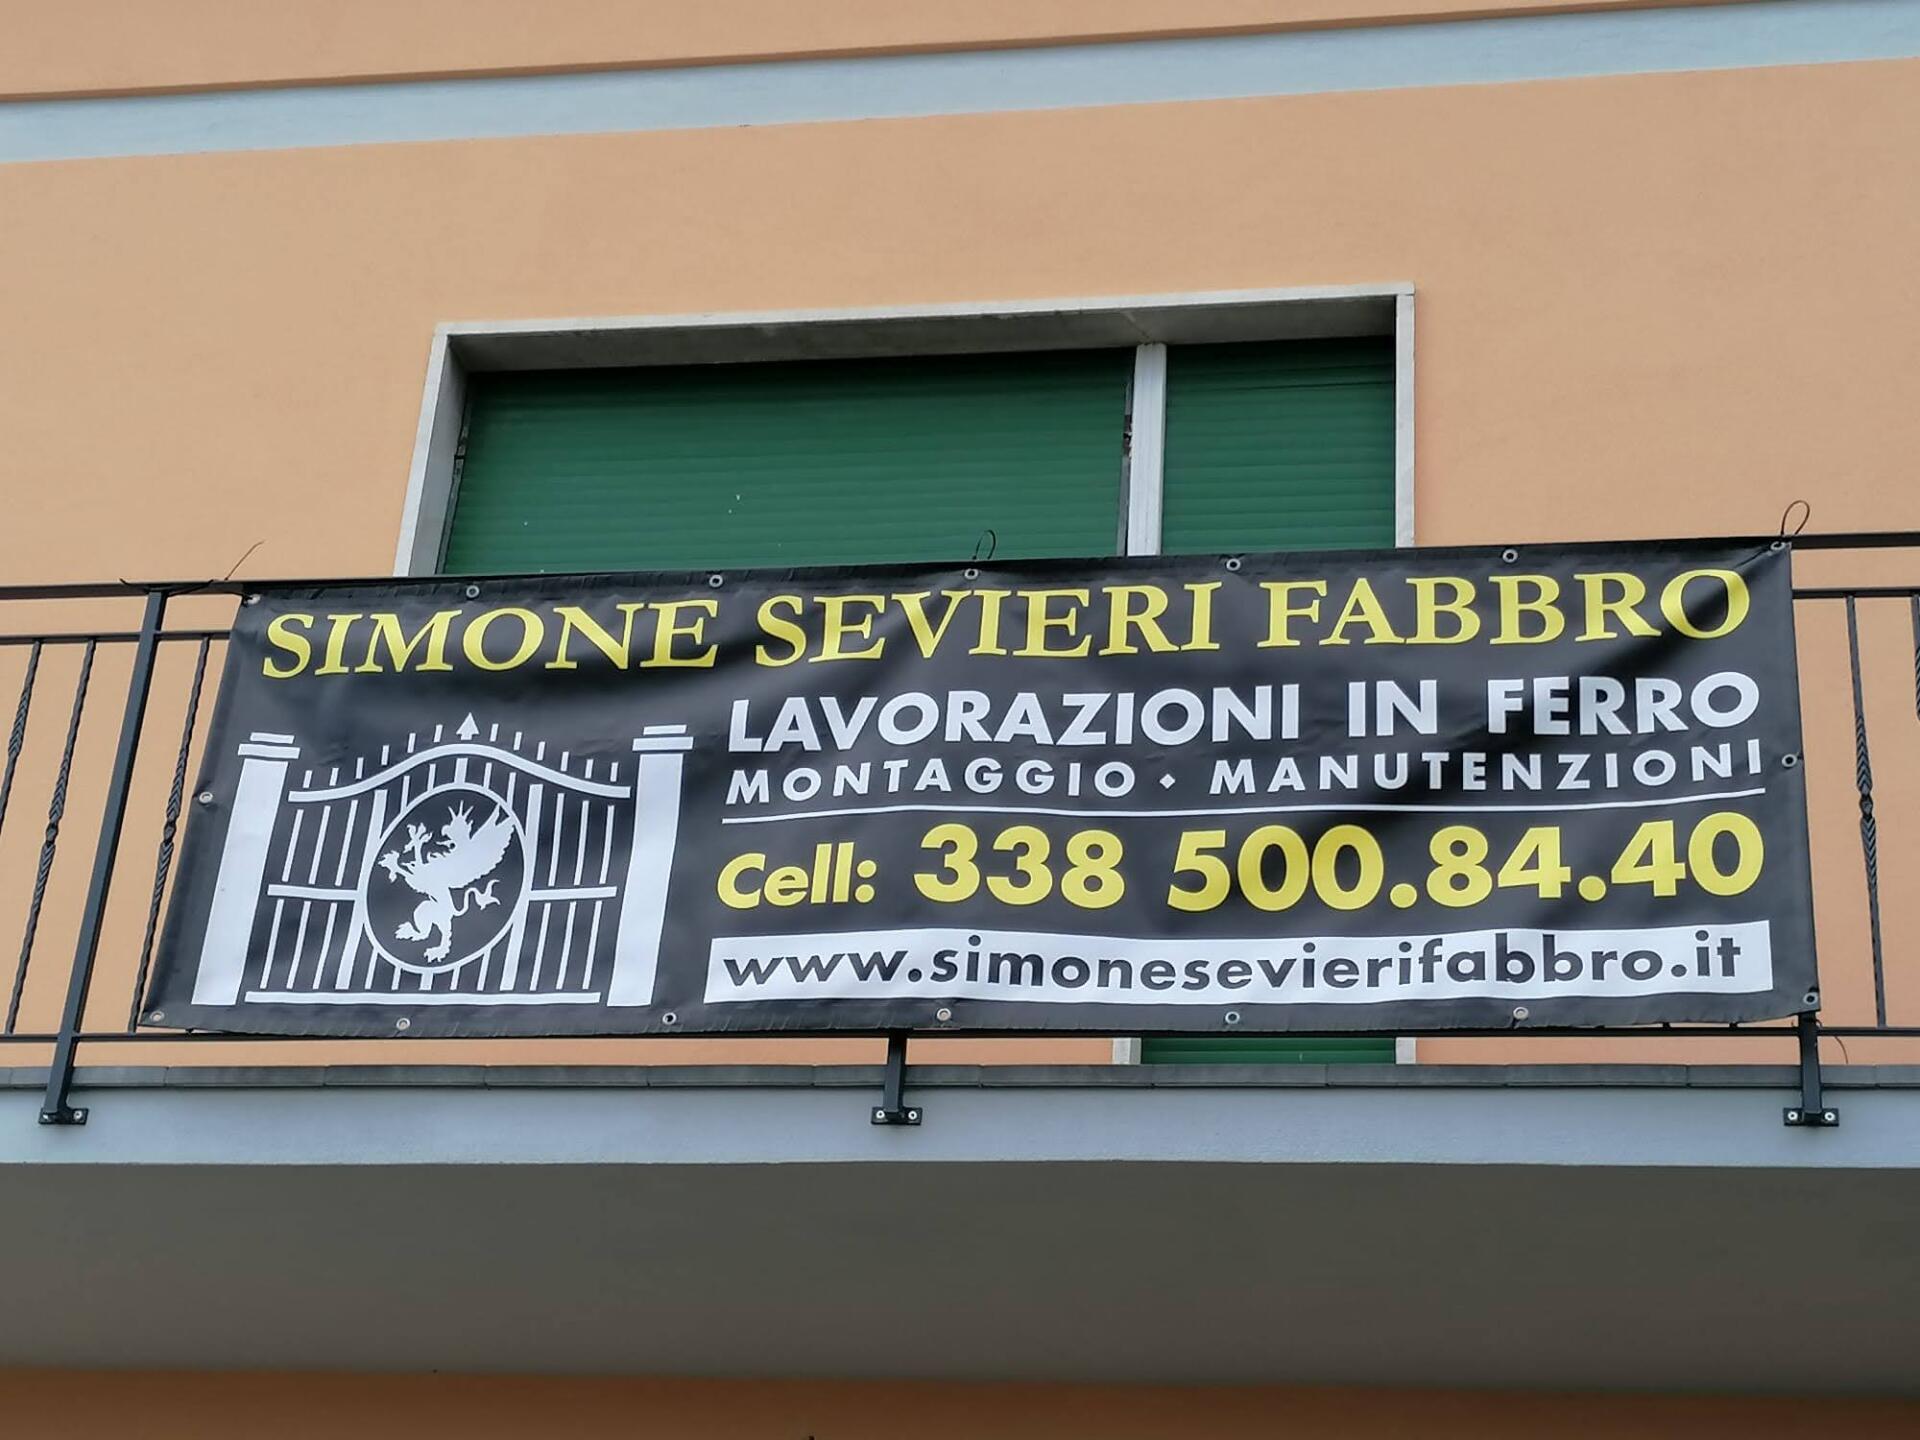 SIMONE SEVIERI FABBRO
LAVORAZIONI IN FERRO
MONTAGGIO • MANUTENZIONI
Cell: 338 500.84.40
www.simonesevierifabbro.it